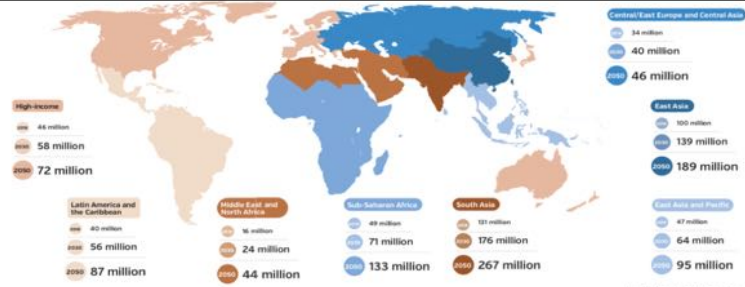 Central/East Europe and Central Asia
34 million
2030 40 million
2050 46 million
High-income
46 million
2030 58 million
2050 72 million
East Asia
100 million
2030 139 million
2050 189 million
Latin America and
the Caribbean
40 million
2030 56 million
2050 87 million
Middle East and
North Africa
16 million
2030 24 million
2050 44 million
Sub-Saharan Africa
49 million
2030 71 million
2050 133 million
South Asia
131 million
2030 176 million
2050 267 million
East Asia and Pacific
47 million
2030 64 million
2050 95 million